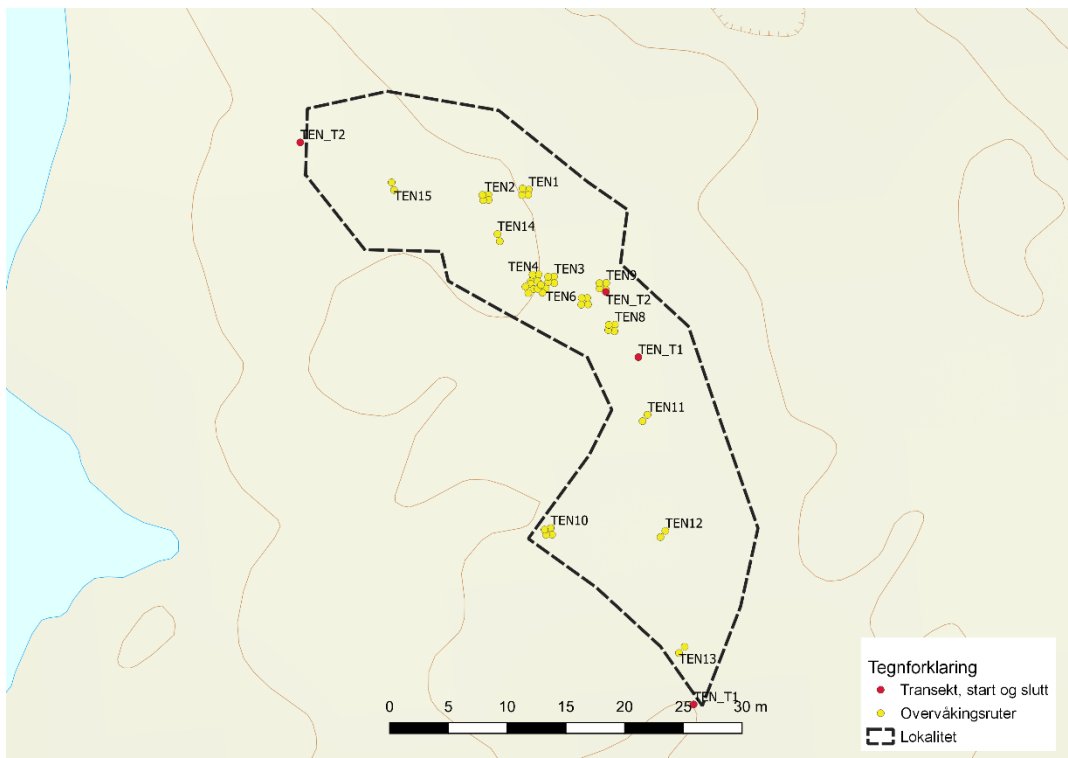 TEN_T2
TEN15
TEN2
TEN1
TEN14
TEN4
TEN3
TEN6
TEN9
TEN_T2
TEN8
TEN_T1
TEN11
TEN10
TEN12
TEN13
TEN_T1
0 5 10 15 20 25 30 m
Tegnforklaring
Transekt, start og slutt
Overvåkingsruter
Lokalitet